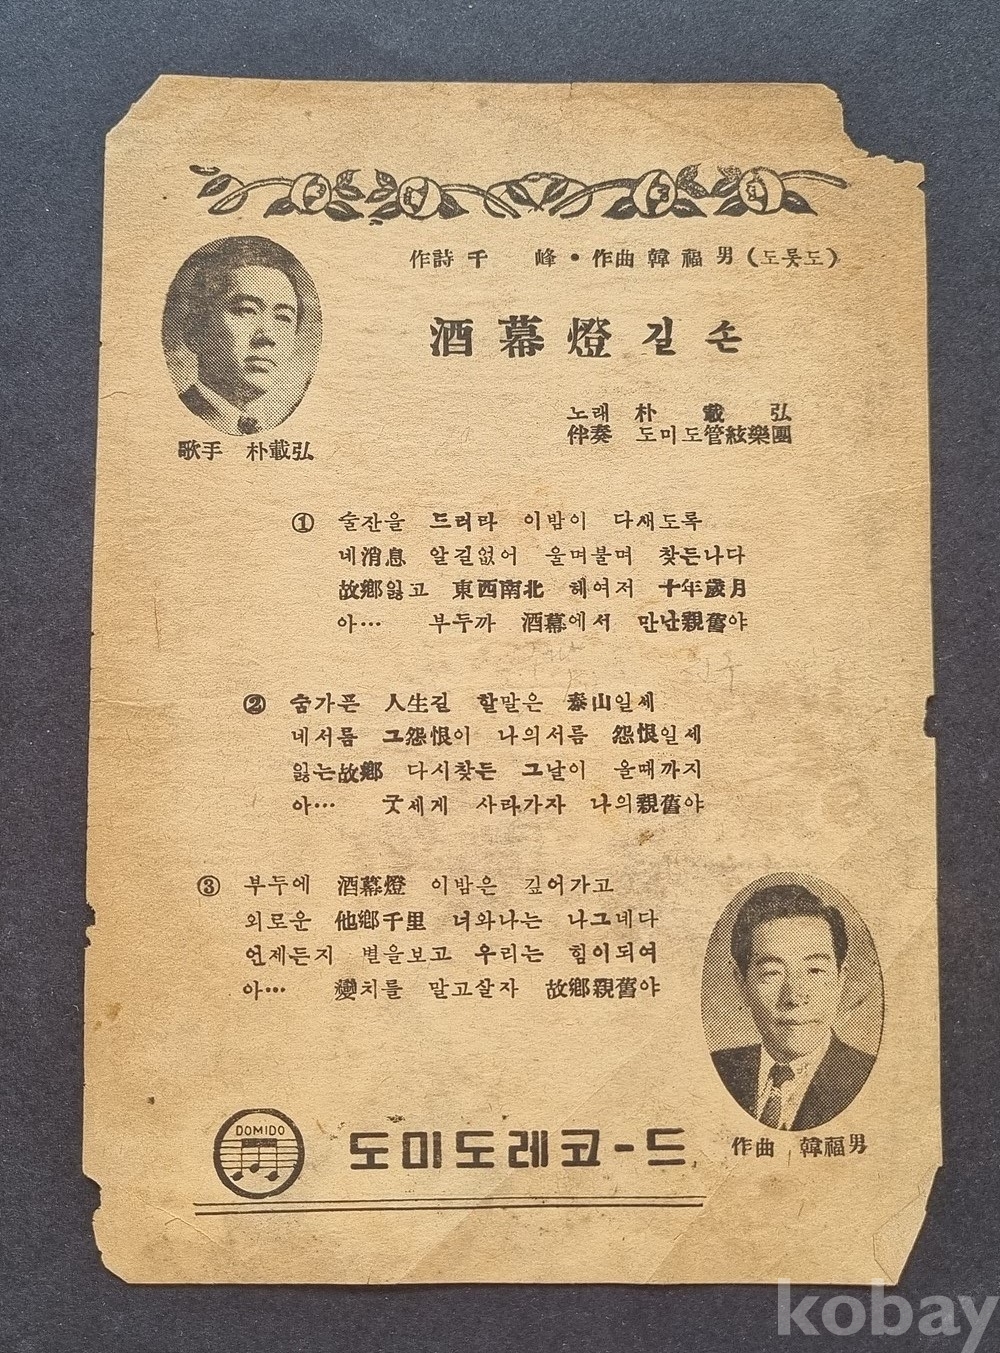 作詩 千 峰 • 作曲 韓福男 (도롯도)
酒幕燈길손
노래 朴載弘
伴奏 도미도管絃樂團
歌手 朴載弘
① 술잔을 드러라 이밤이 다새도록
네消息 알길없어 울며불며 찾든나다
故鄕잃고 東西南北 헤여저 十年歲月
아… 부두까 酒幕에서 만난親舊야
② 숨가픈 人生길 할말은 泰山일세
네서름 그怨恨이 나의서름 怨恨일세
잃는故鄕 다시찾든 그날이 올때까지
아… 굿세게 사라가자 나의親舊야
③ 부두에 酒幕燈 이밤은 깊어가고
외로운 他鄕千里 너와나는 나그네다
언제든지 별을보고 우리는 힘이되여
아… 變치를 말고살자 故鄕親舊야
作曲 韓福男
DOMIDO
도미도레코-드
kobay